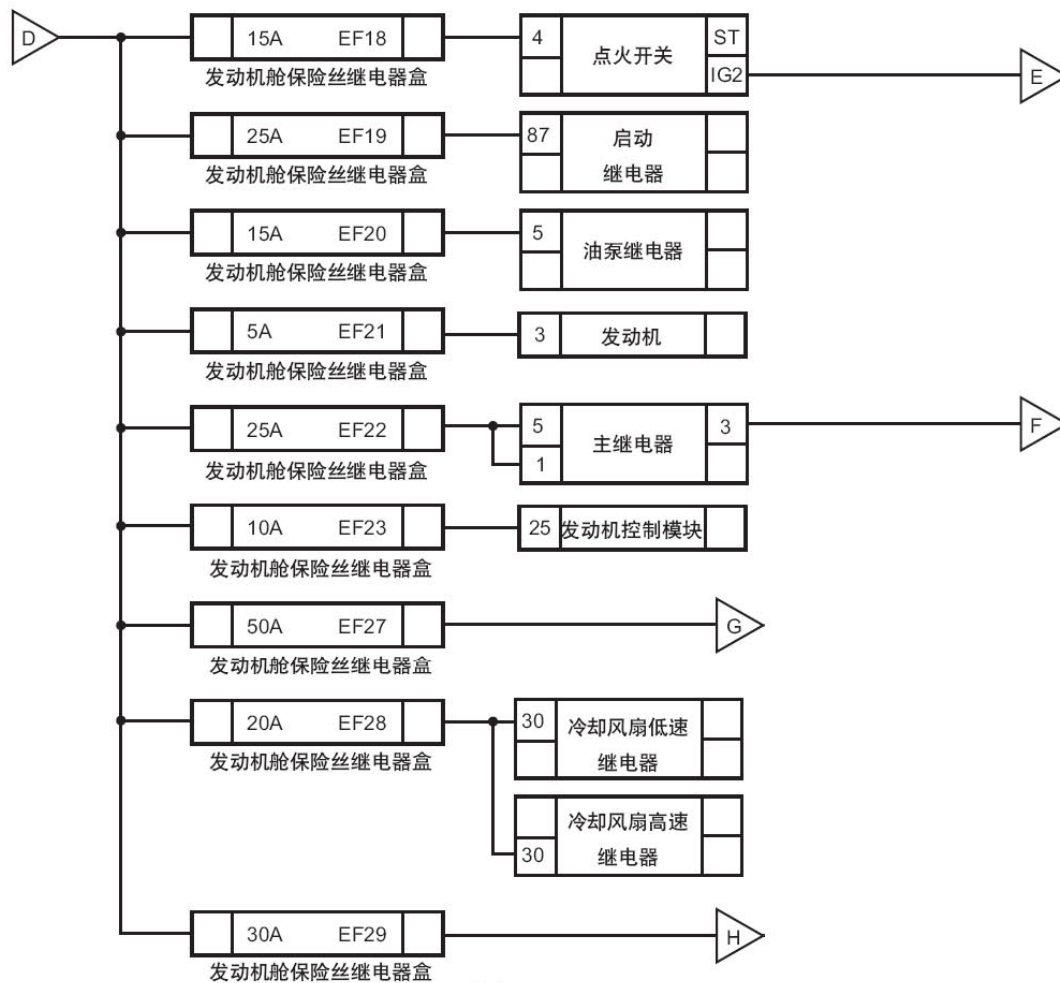 D
15A EF18
发动机舱保险丝继电器盒
4 点火开关 ST
IG2
E
25A EF19
发动机舱保险丝继电器盒
87 启动
继电器
15A EF20
发动机舱保险丝继电器盒
5 油泵继电器
5A EF21
发动机舱保险丝继电器盒
3 发动机
25A EF22
发动机舱保险丝继电器盒
5 主继电器 3
1
F
10A EF23
发动机舱保险丝继电器盒
25 发动机控制模块
50A EF27
发动机舱保险丝继电器盒
G
20A EF28
发动机舱保险丝继电器盒
30 冷却风扇低速
继电器
冷却风扇高速
30 继电器
30A EF29
发动机舱保险丝继电器盒
H